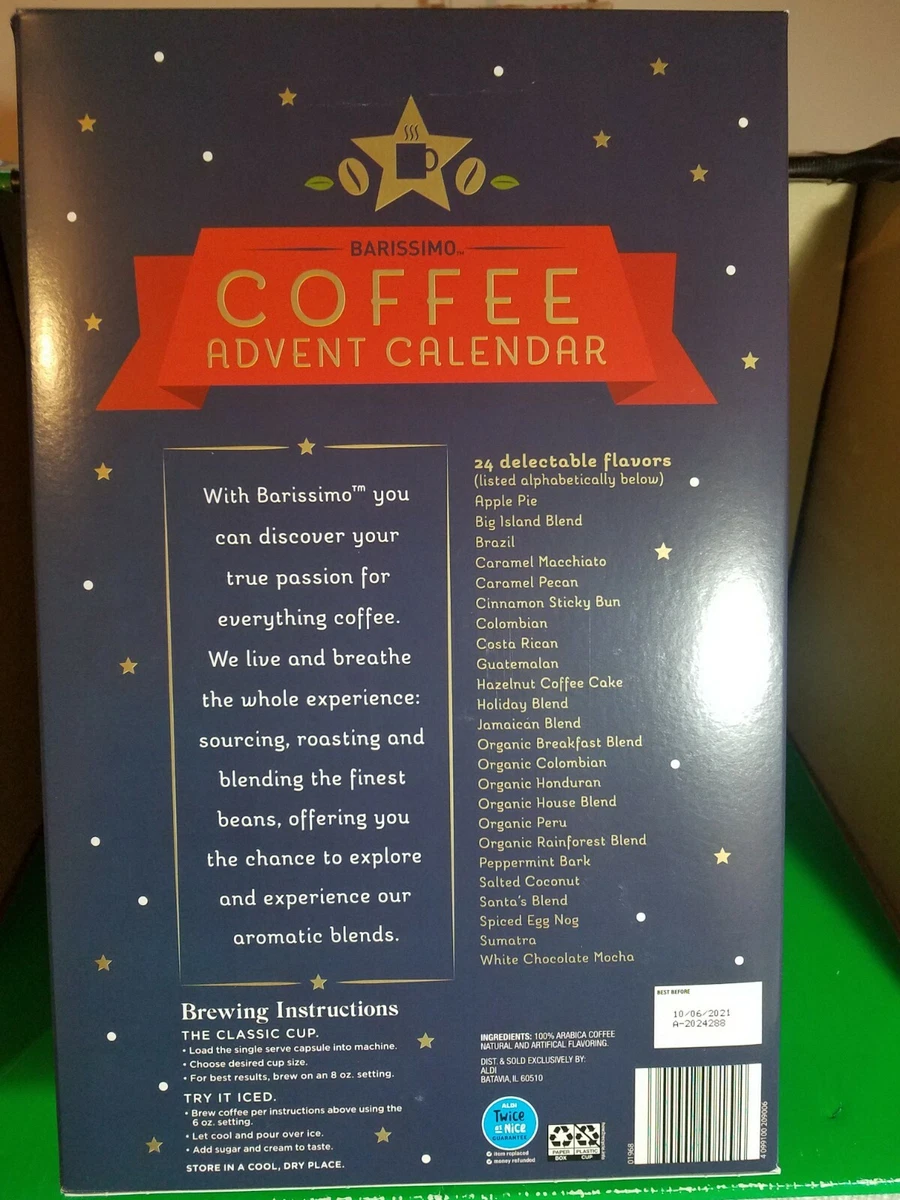 BARISSIMO™
COFFEE
ADVENT CALENDAR
With Barissimo™ you
can discover your
true passion for
everything coffee.
We live and breathe
the whole experience:
sourcing, roasting and
blending the finest
beans, offering you
the chance to explore
and experience our
aromatic blends.
24 delectable flavors
(listed alphabetically below)
Apple Pie
Big Island Blend
Brazil
Caramel Macchiato
Caramel Pecan
Cinnamon Sticky Bun
Colombian
Costa Rican
Guatemalan
Hazelnut Coffee Cake
Holiday Blend
Jamaican Blend
Organic Breakfast Blend
Organic Colombian
Organic Honduran
Organic House Blend
Organic Peru
Organic Rainforest Blend
Peppermint Bark
Salted Coconut
Santa's Blend
Spiced Egg Nog
Sumatra
White Chocolate Mocha
Brewing Instructions
THE CLASSIC CUP.
• Load the single serve capsule into machine.
• Choose desired cup size.
• For best results, brew on an 8 oz. setting.
TRY IT ICED.
• Brew coffee per instructions above using the
6 oz. setting.
• Let cool and pour over ice.
• Add sugar and cream to taste.
STORE IN A COOL, DRY PLACE.
BEST BEFORE
10/06/2021
A-2024288
INGREDIENTS: 100% ARABICA COFFEE
NATURAL AND ARTIFICAL FLAVORING.
DIST. & SOLD EXCLUSIVELY BY:
ALDI
BATAVIA, IL 60510
ALDI
Twice
as Nice
GUARANTEE
item replaced
money refunded
PAPER
BOX
PLASTIC
CUP
01968
4 099100 209006